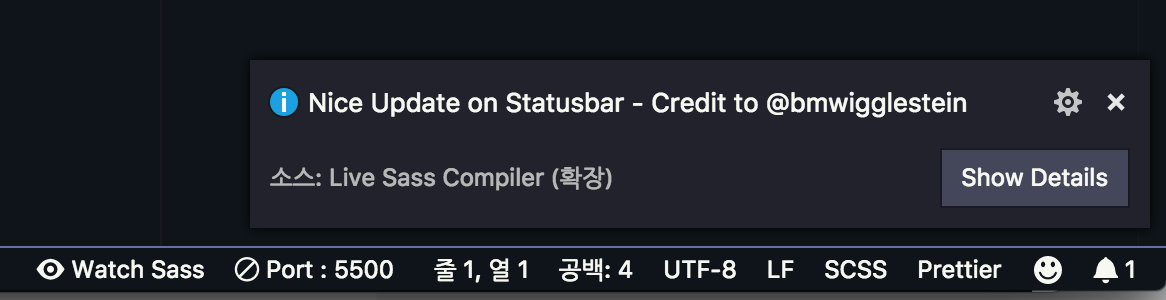 Nice Update on Statusbar - Credit to @bmwigglestein
소스: Live Sass Compiler (확장)
Show Details
Watch Sass Port : 5500 줄 1, 열 1 공백: 4 UTF-8 LF SCSS Prettier 1